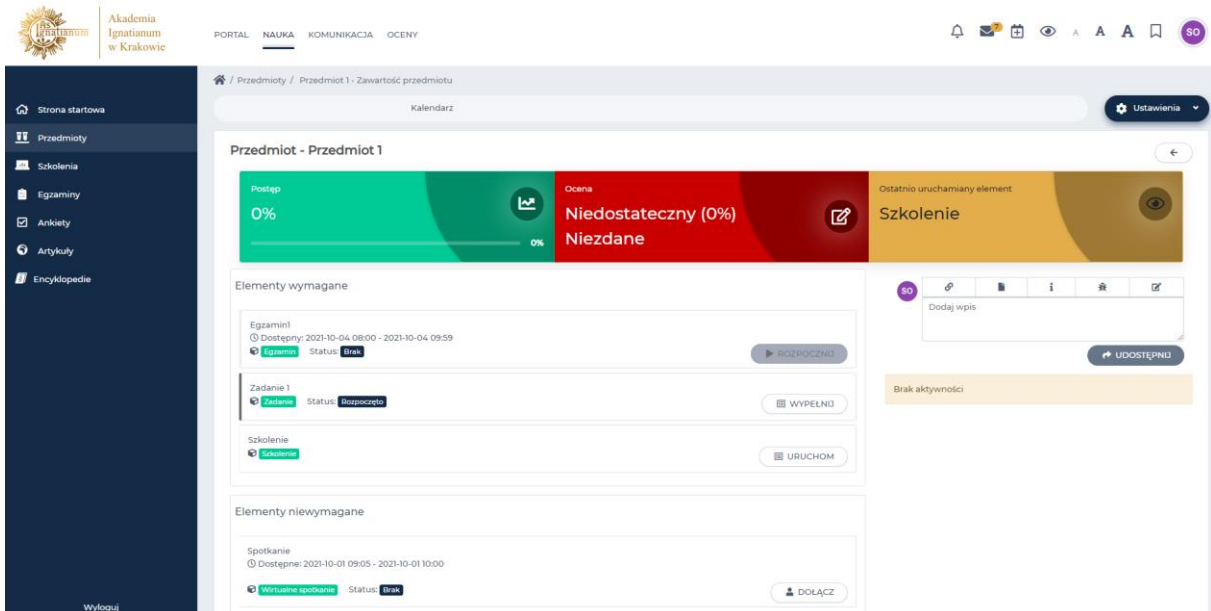 AS
Ignatianum
Akademia
Ignatianum
w Krakowie
PORTAL NAUKA KOMUNIKACJA OCENY
7
A A A
SO
/ Przedmioty / Przedmiot 1 - Zawartość przedmiotu
Kalendarz
Ustawienia
Strona startowa
Przedmioty
Szkolenia
Egzaminy
Ankiety
Artykuły
Encyklopedie
Wyloguj
Przedmiot - Przedmiot 1
Postęp
0%
0%
Ocena
Niedostateczny (0%)
Niezdane
Ostatnio uruchamiany element
Szkolenie
Elementy wymagane
Egzamin1
Dostępny: 2021-10-04 08:00 - 2021-10-04 09:59
Egzamin Status: Brak
ROZPOCZNIJ
Zadanie 1
Zadanie Status: Rozpoczęto
WYPEŁNIJ
Szkolenie
Szkolenie
URUCHOM
Elementy niewymagane
Spotkanie
Dostępne: 2021-10-01 09:05 - 2021-10-01 10:00
Wirtualne spotkanie Status: Brak
DOŁĄCZ
SO
Dodaj wpis
UDOSTĘPNIJ
Brak aktywności